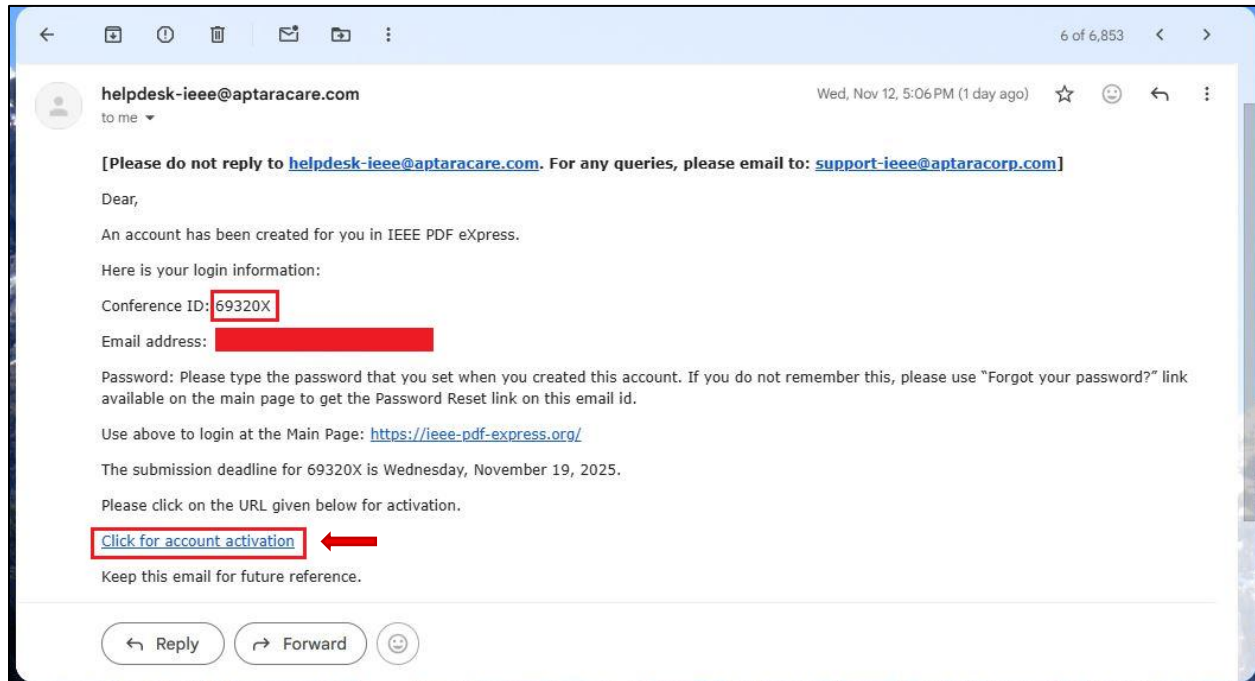 6 of 6,853
helpdesk-ieee@aptaracare.com
Wed, Nov 12, 5:06 PM (1 day ago)
to me
[Please do not reply to helpdesk-ieee@aptaracare.com. For any queries, please email to: support-ieee@aptaracorp.com]
Dear,
An account has been created for you in IEEE PDF eXpress.
Here is your login information:
Conference ID: 69320X
Email address:
Password: Please type the password that you set when you created this account. If you do not remember this, please use “Forgot your password?” link
available on the main page to get the Password Reset link on this email id.
Use above to login at the Main Page: https://ieee-pdf-express.org/
The submission deadline for 69320X is Wednesday, November 19, 2025.
Please click on the URL given below for activation.
Click for account activation
Keep this email for future reference.
Reply
Forward